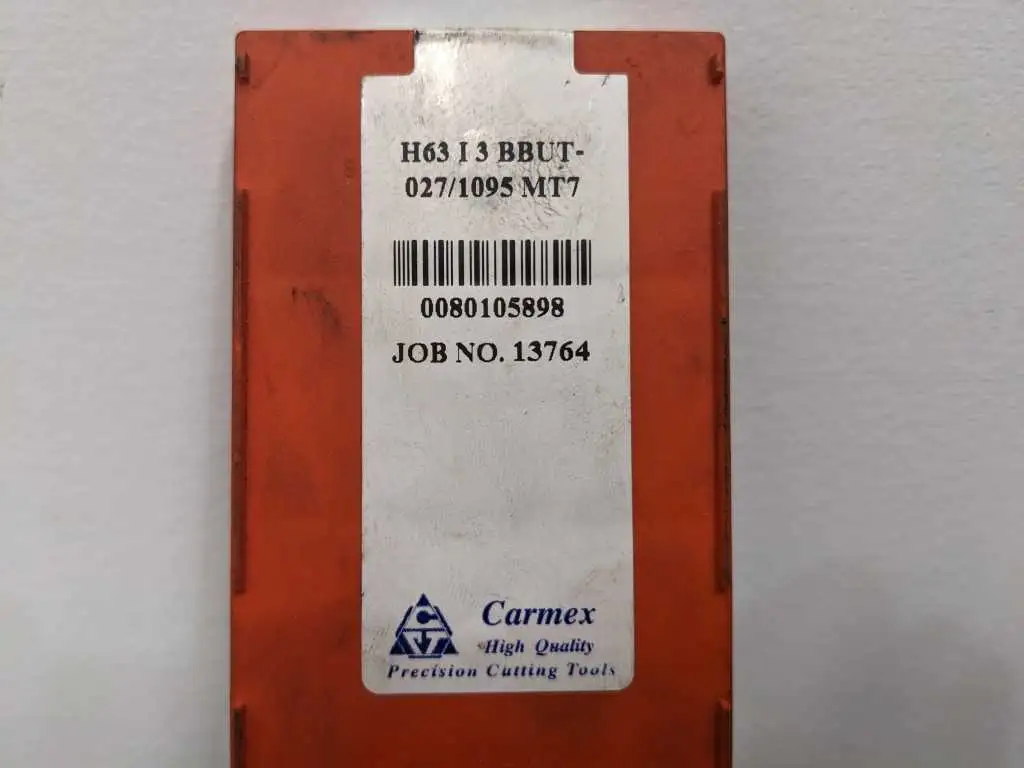 H63 I 3 BBUT-
027/1095 MT7
0080105898
JOB NO. 13764
Carmex
High Quality
Precision Cutting Tools